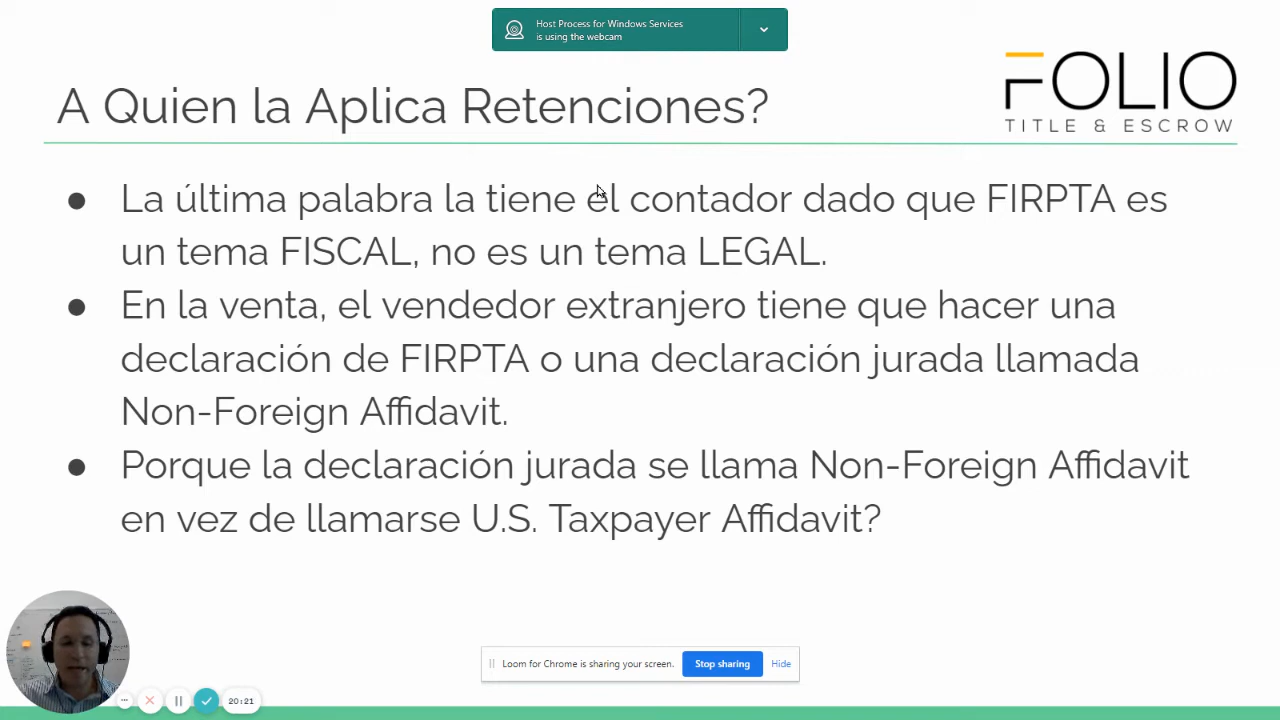 Host Process for Windows Services
is using the webcam
FOLIO
TITLE & ESCROW
A Quien la Aplica Retenciones?
● La última palabra la tiene el contador dado que FIRPTA es
un tema FISCAL, no es un tema LEGAL.
● En la venta, el vendedor extranjero tiene que hacer una
declaración de FIRPTA o una declaración jurada llamada
Non-Foreign Affidavit.
● Porque la declaración jurada se llama Non-Foreign Affidavit
en vez de llamarse U.S. Taxpayer Affidavit?
Loom for Chrome is sharing your screen. Stop sharing Hide
20:21